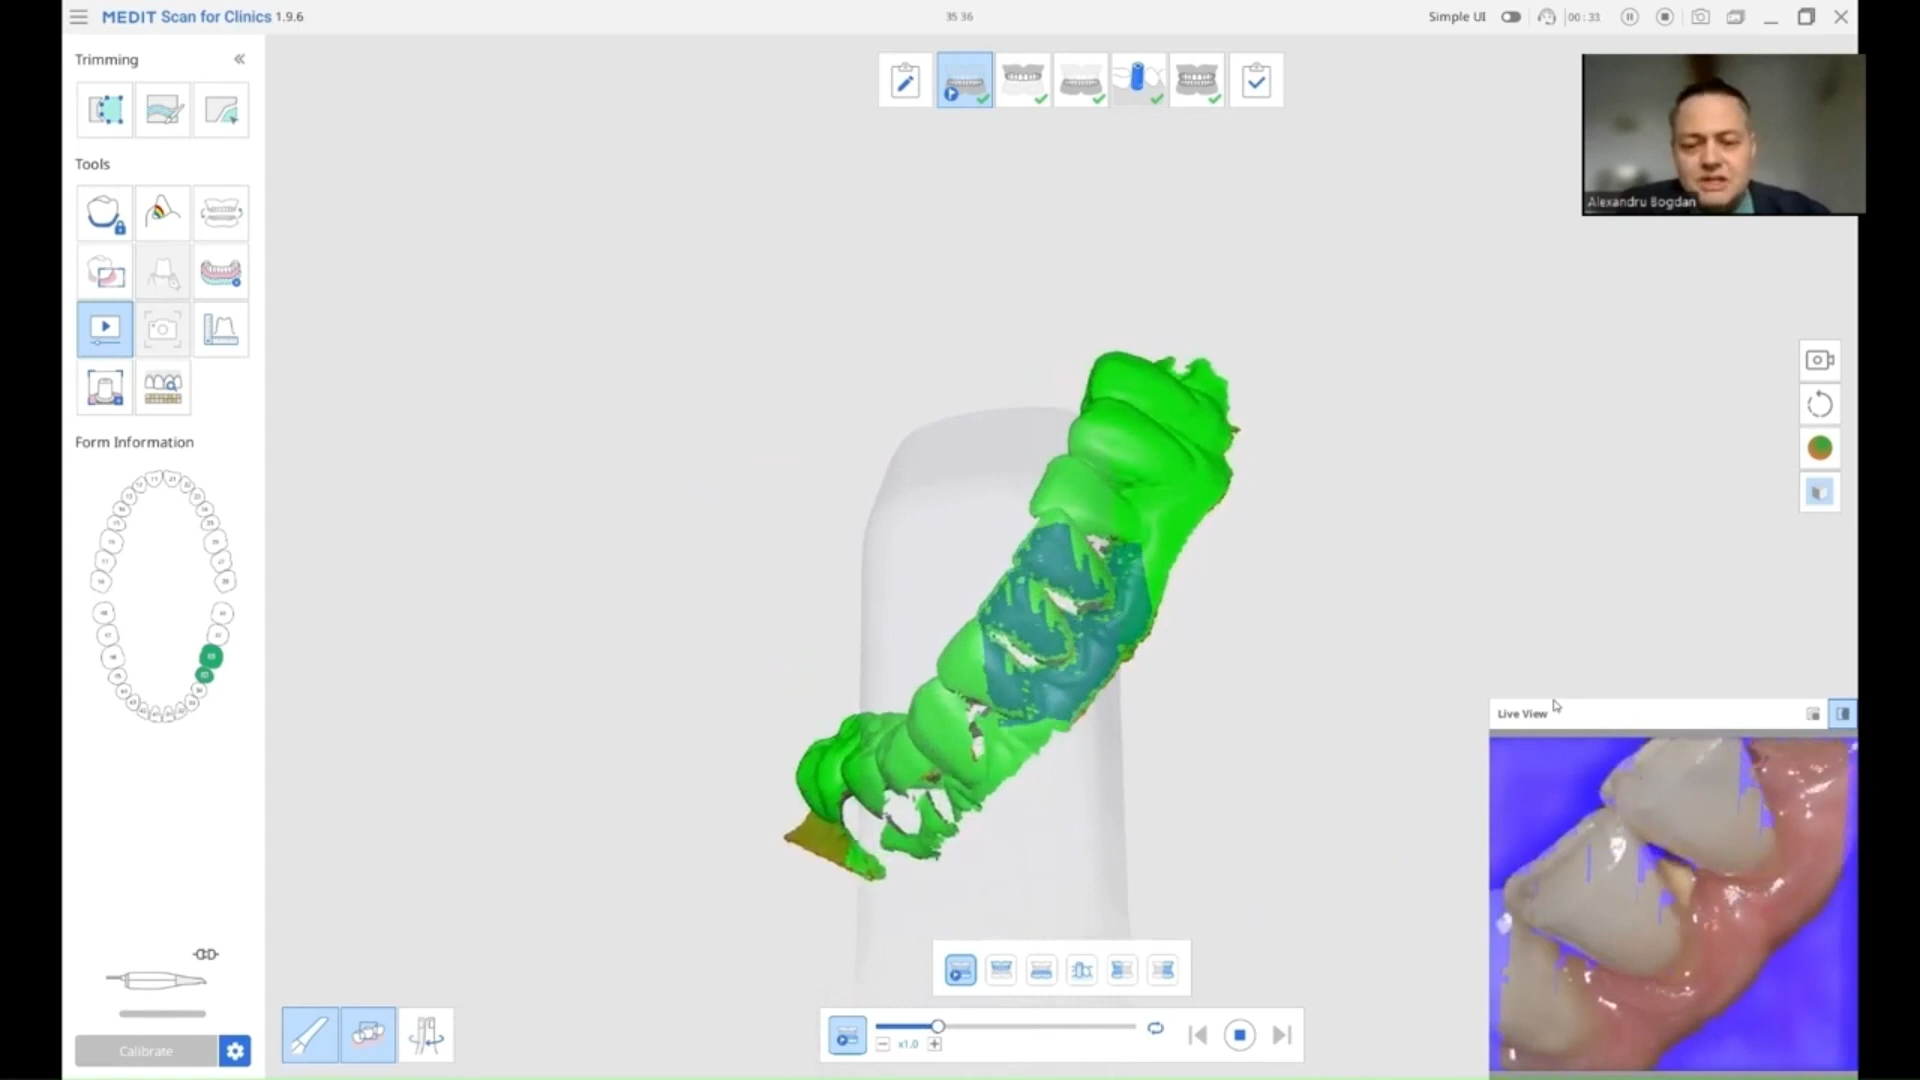 MEDIT Scan for Clinics 1.9.6
35 36
Simple UI
00:33
Trimming
Alexandru Bogdan
Tools
Form Information
Live View
x1.0
Calibrate